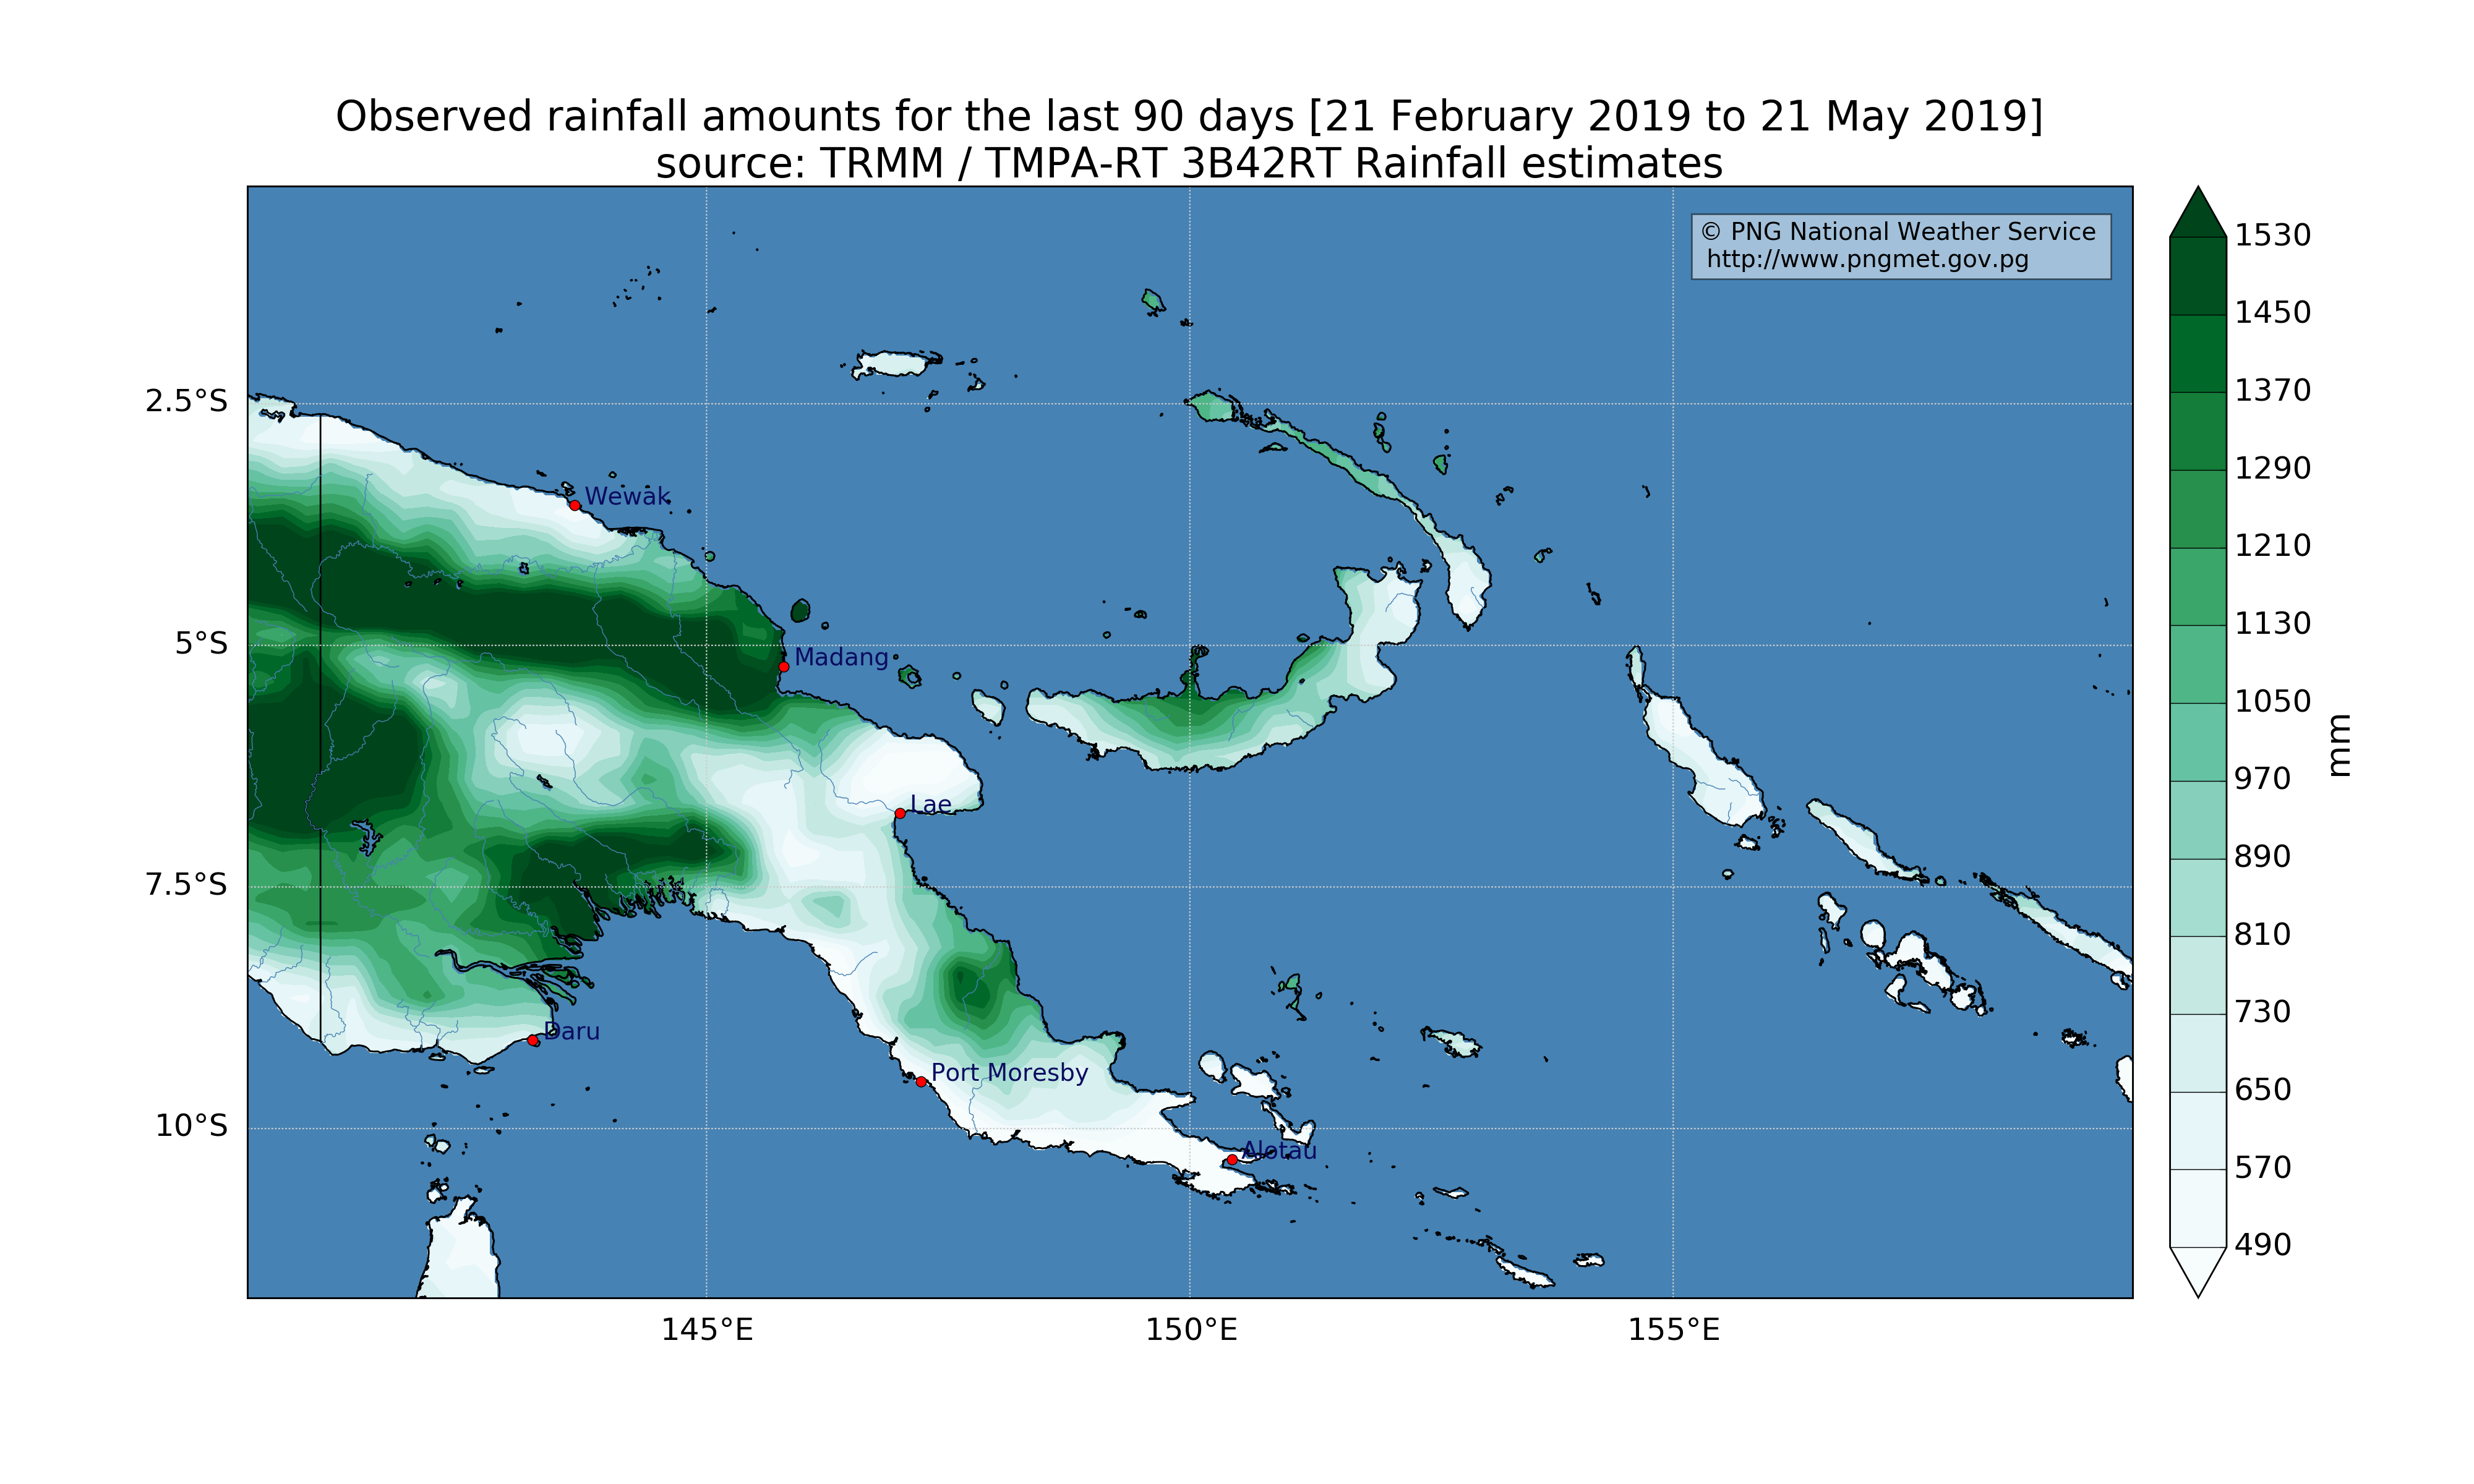 Observed rainfall amounts for the last 90 days [21 February 2019 to 21 May 2019]
source: TRMM / TMPA-RT 3B42RT Rainfall estimates
© PNG National Weather Service
http://www.pngmet.gov.pg
1530
1450
1370
1290
1210
1130
1050
970
890
810
730
650
570
490
mm
2.5°S
5°S
7.5°S
10°S
Wewak
Madang
Lae
Daru
Port Moresby
Alotau
145°E
150°E
155°E